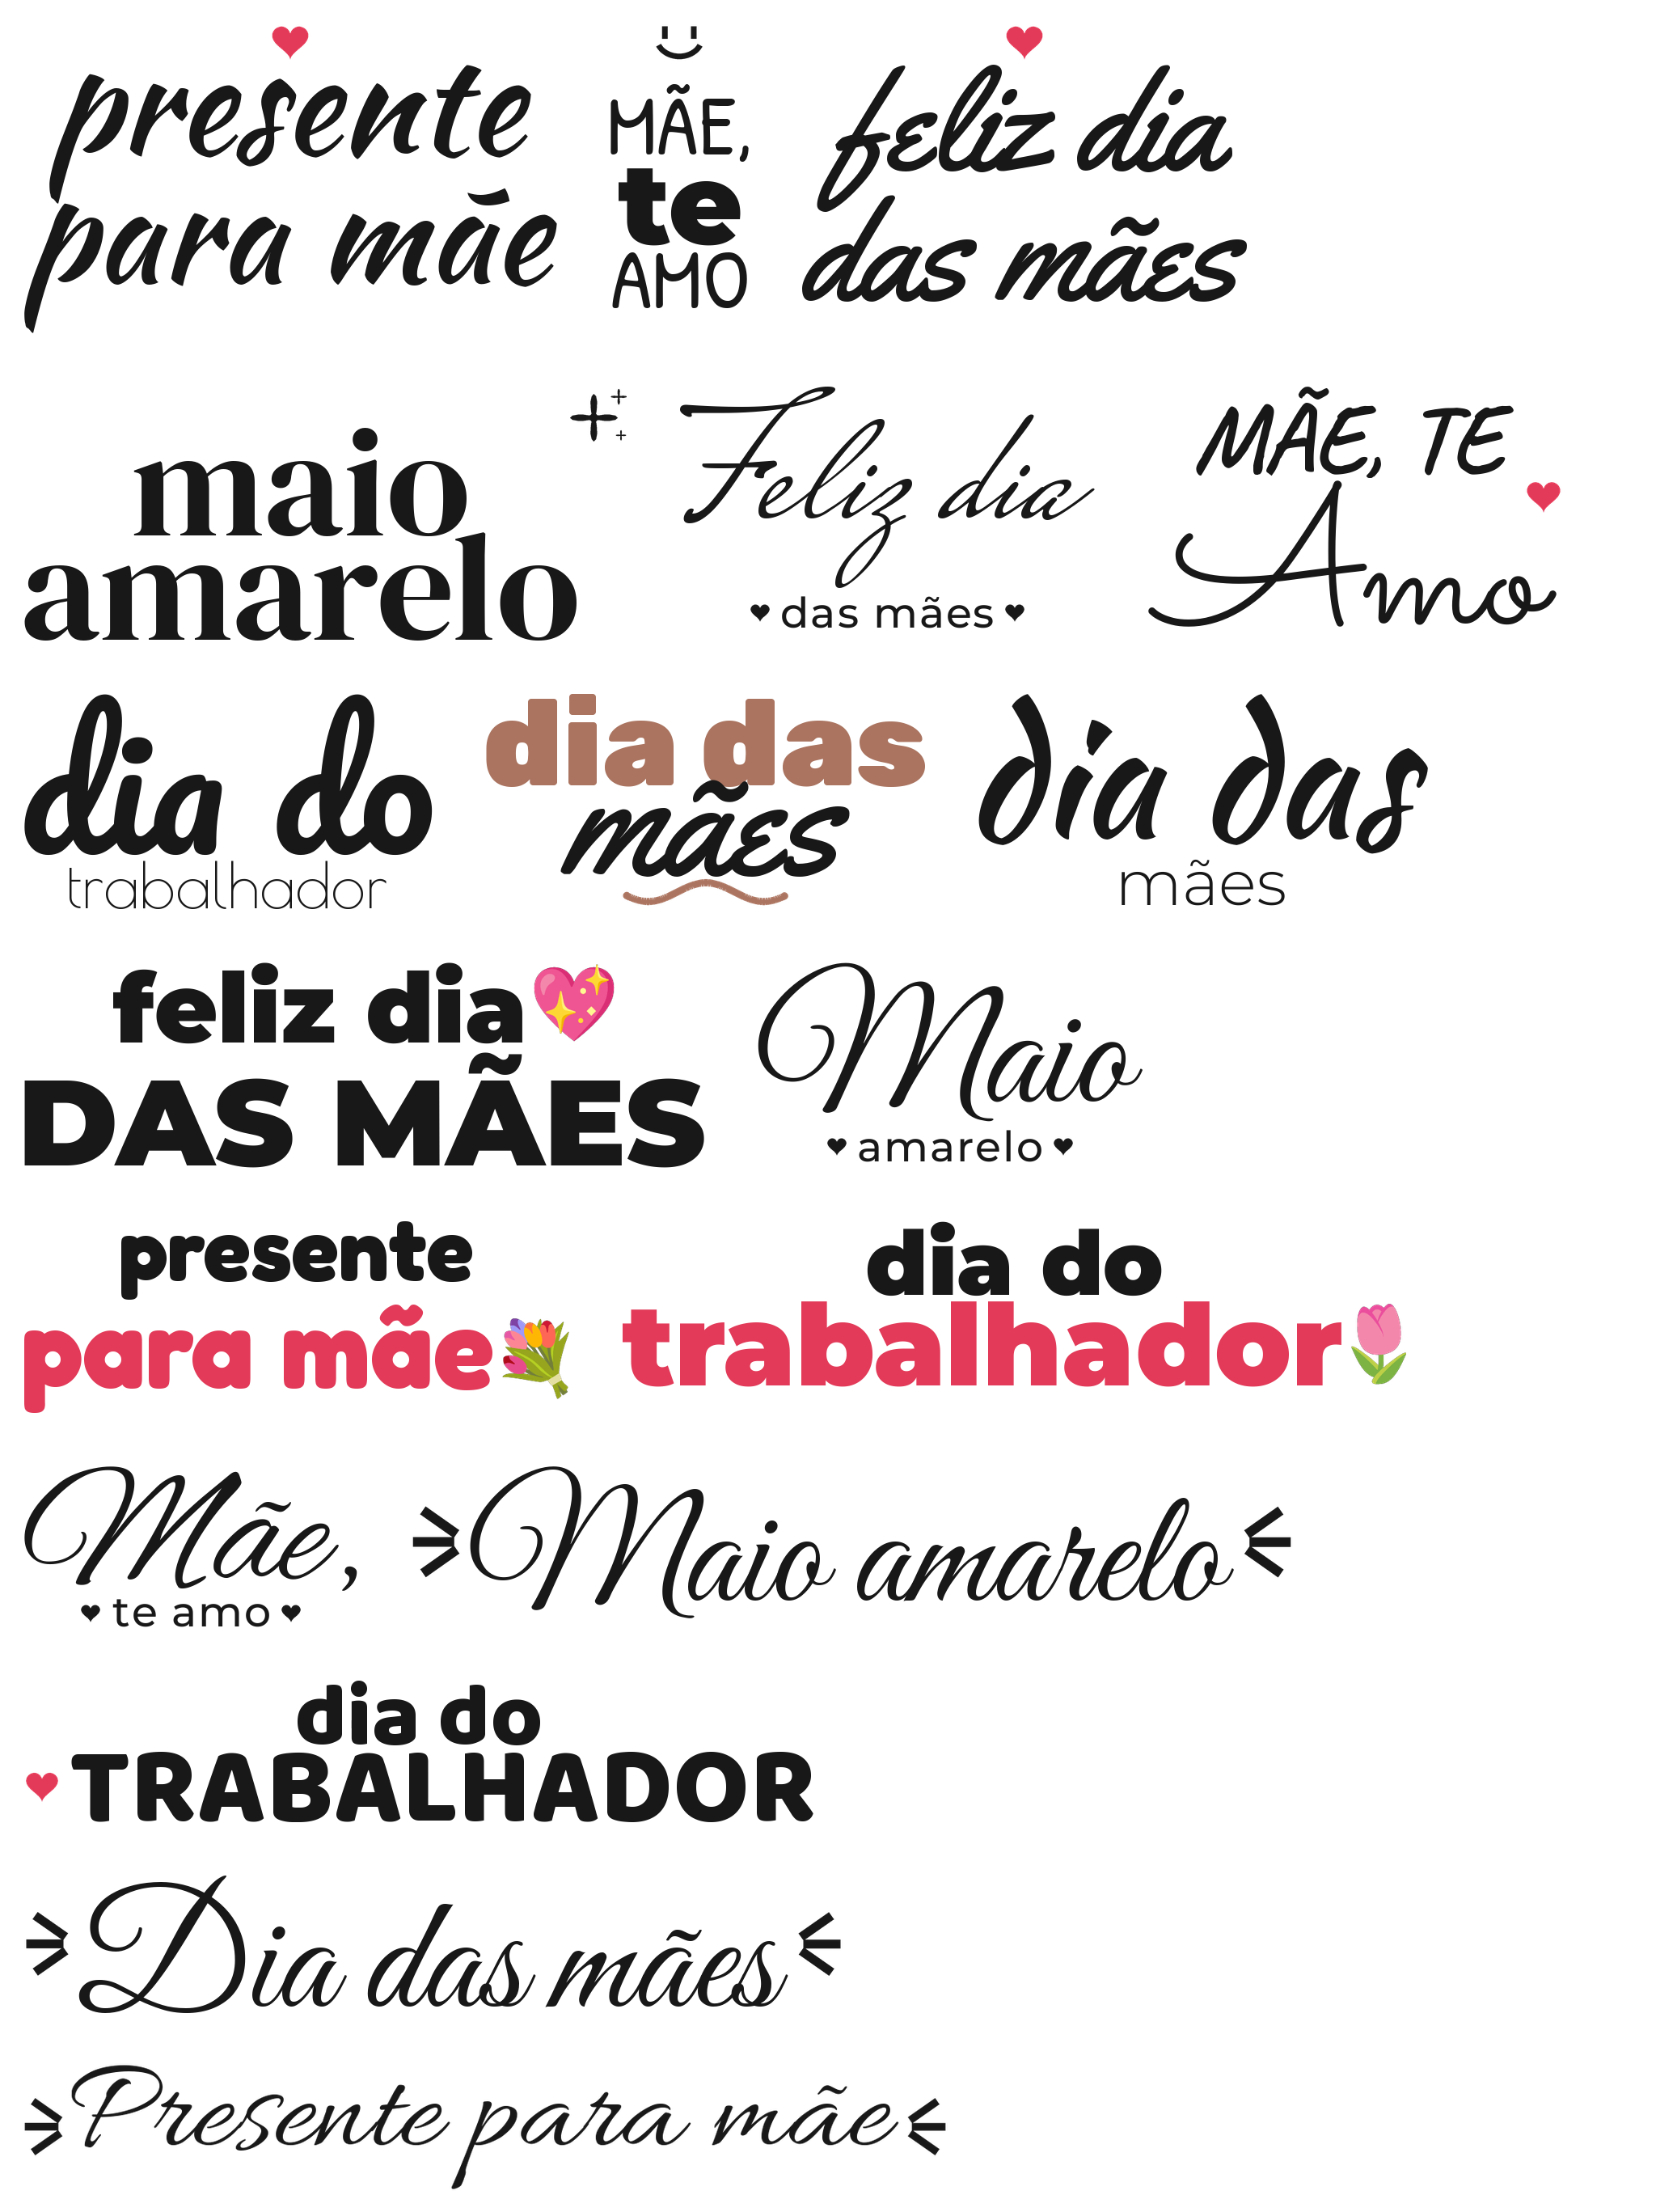 presente
para mãe
MÃE,
te
AMO
feliz dia
das mães
maio
amarelo
Feliz dia
das mães
MÃE, TE
Amo
dia do
trabalhador
dia das
mães
dia das
mães
feliz dia
DAS MÃES
Maio
amarelo
presente
para mãe
dia do
trabalhador
Mãe,
te amo
Maio amarelo
dia do
TRABALHADOR
Dia das mães
Presente para mãe